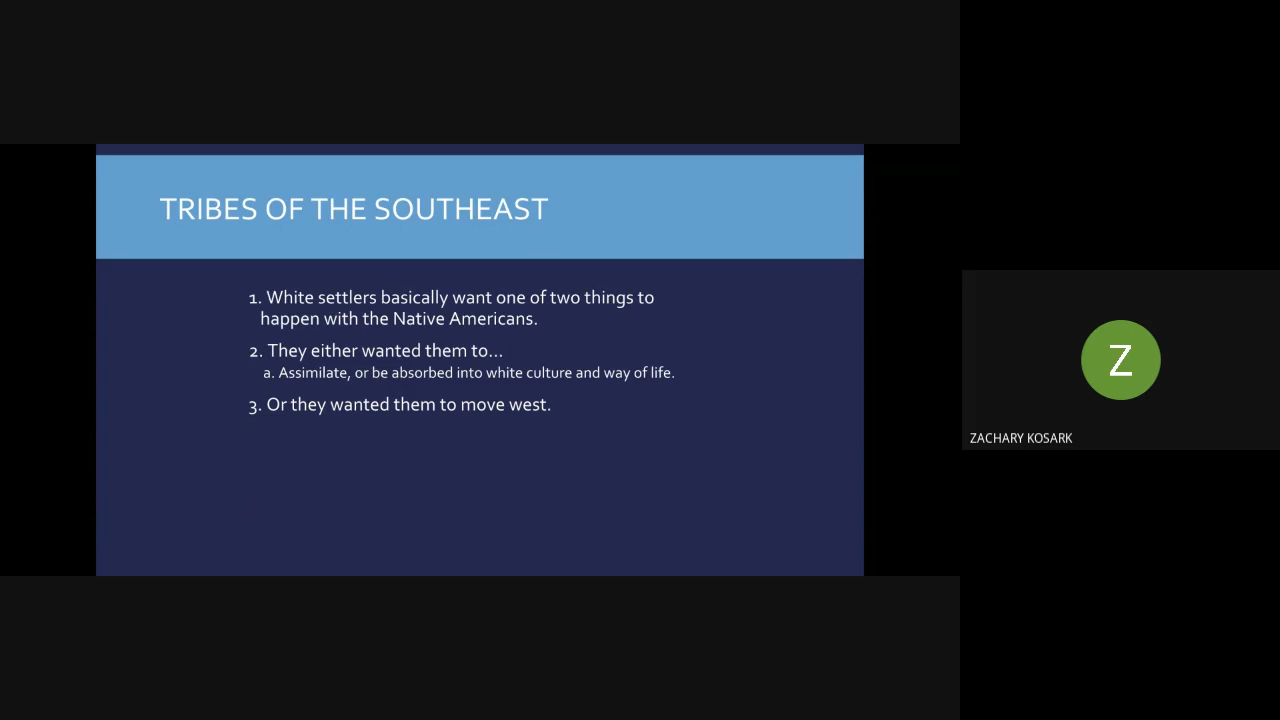 TRIBES OF THE SOUTHEAST
1. White settlers basically want one of two things to
happen with the Native Americans.
2. They either wanted them to...
a. Assimilate, or be absorbed into white culture and way of life.
3. Or they wanted them to move west.
Z
ZACHARY KOSARK